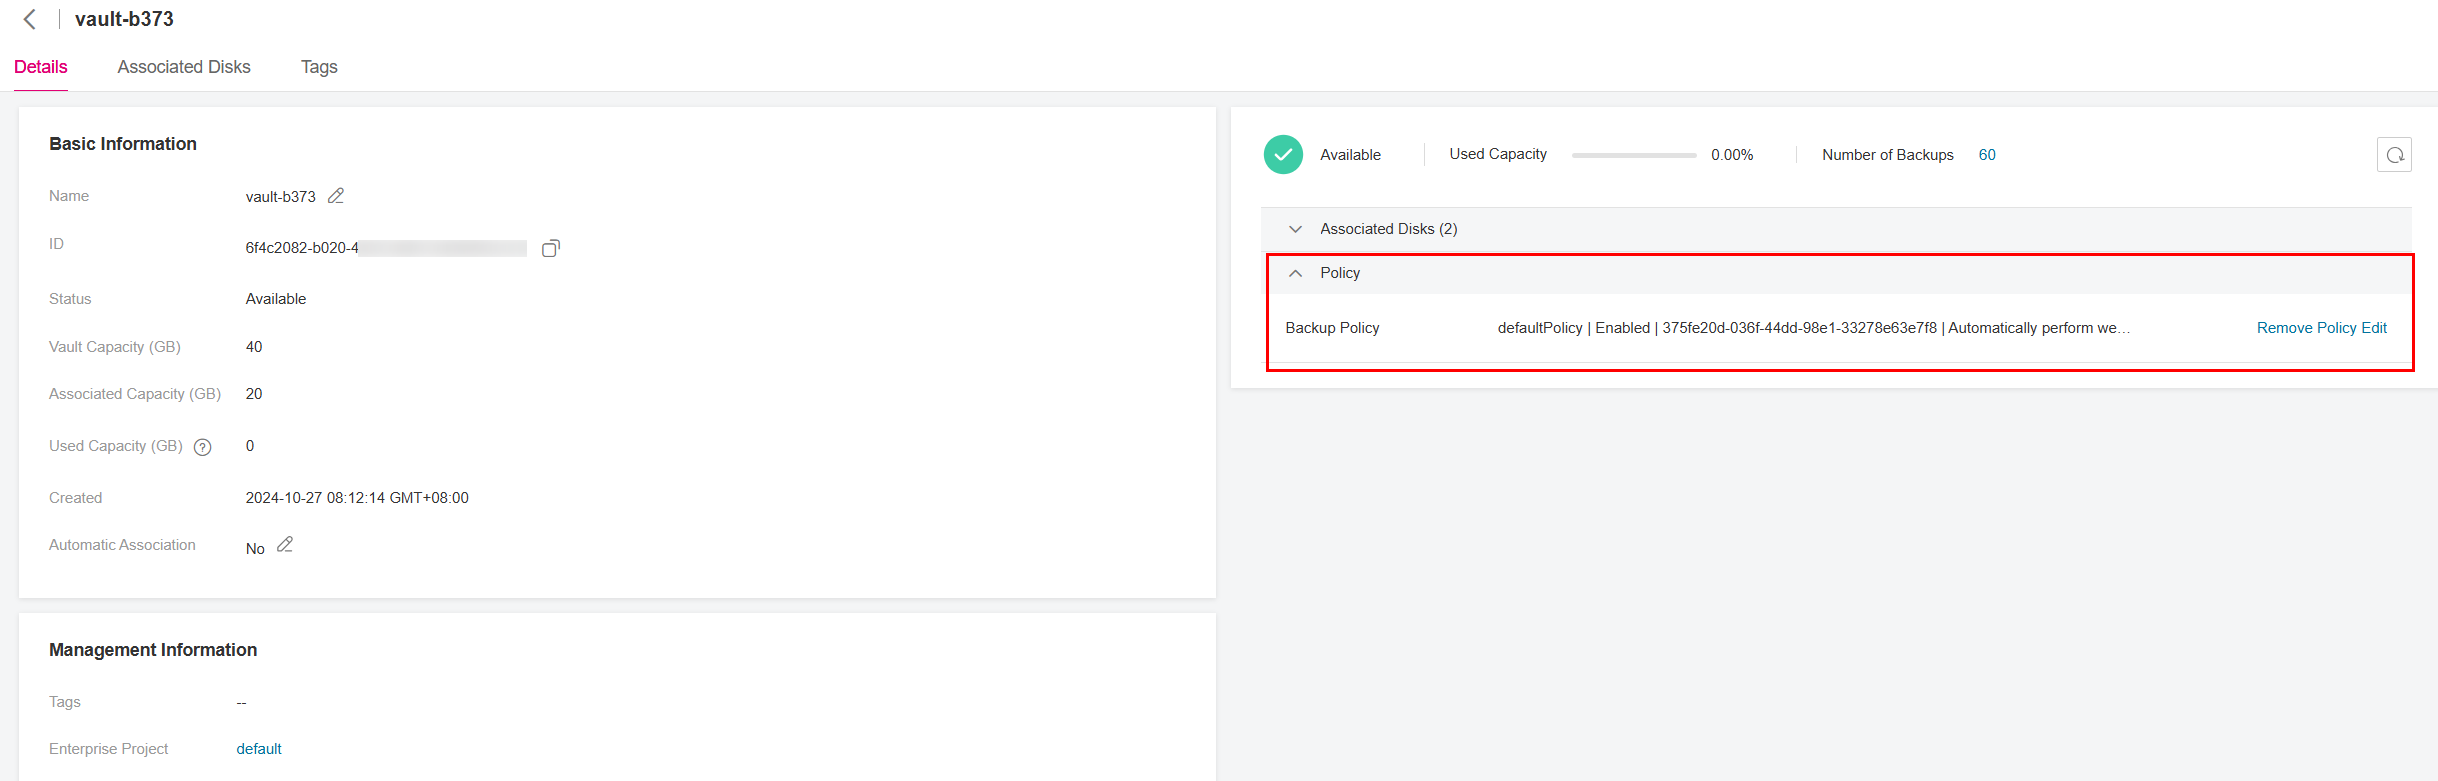 vault-b373
Details Associated Disks Tags
Basic Information
Name vault-b373
ID 6f4c2082-b020-4
Status Available
Vault Capacity (GB) 40
Associated Capacity (GB) 20
Used Capacity (GB) ? 0
Created 2024-10-27 08:12:14 GMT+08:00
Automatic Association No
Management Information
Tags --
Enterprise Project default
Available Used Capacity 0.00% Number of Backups 60
Associated Disks (2)
Policy
Backup Policy defaultPolicy | Enabled | 375fe20d-036f-44dd-98e1-33278e63e7f8 | Automatically perform we... Remove Policy Edit